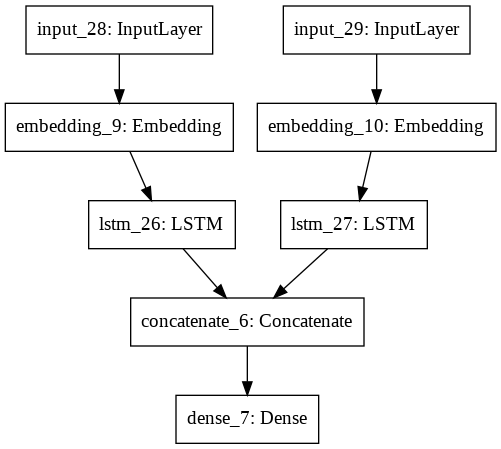 input_28: InputLayer
input_29: InputLayer
embedding_9: Embedding
embedding_10: Embedding
lstm_26: LSTM
lstm_27: LSTM
concatenate_6: Concatenate
dense_7: Dense